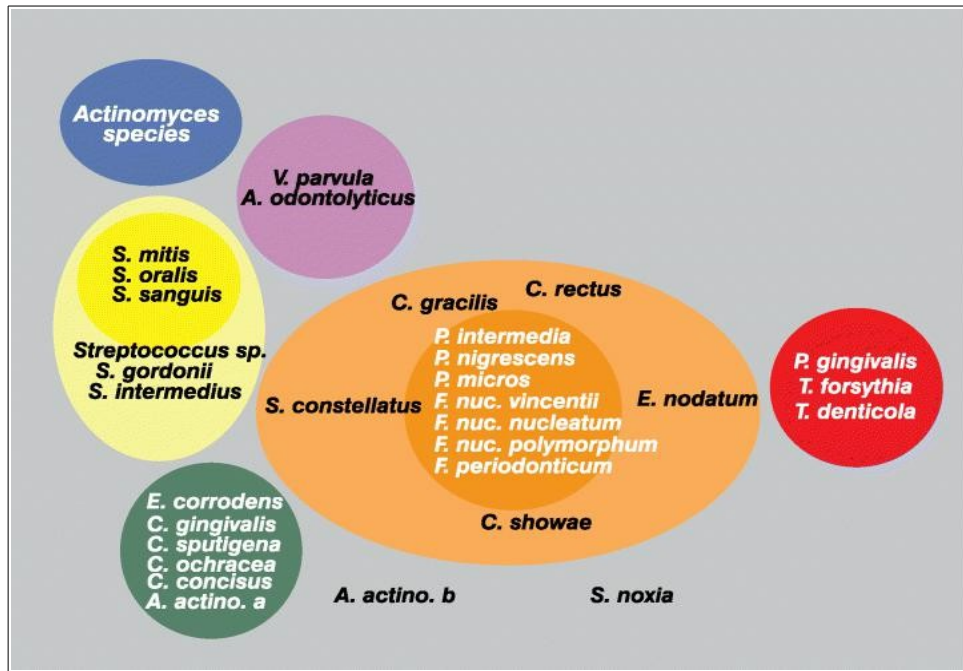 Actinomyces
species
V. parvula
A. odontolyticus
S. mitis
S. oralis
S. sanguis
Streptococcus sp.
S. gordonii
S. intermedius
C. gracilis
C. rectus
P. intermedia
P. nigrescens
P. micros
F. nuc. vincentii
F. nuc. nucleatum
F. nuc. polymorphum
F. periodonticum
S. constellatus
E. nodatum
C. showae
P. gingivalis
T. forsythia
T. denticola
E. corrodens
C. gingivalis
C. sputigena
C. ochracea
C. concisus
A. actino. a
A. actino. b
S. noxia